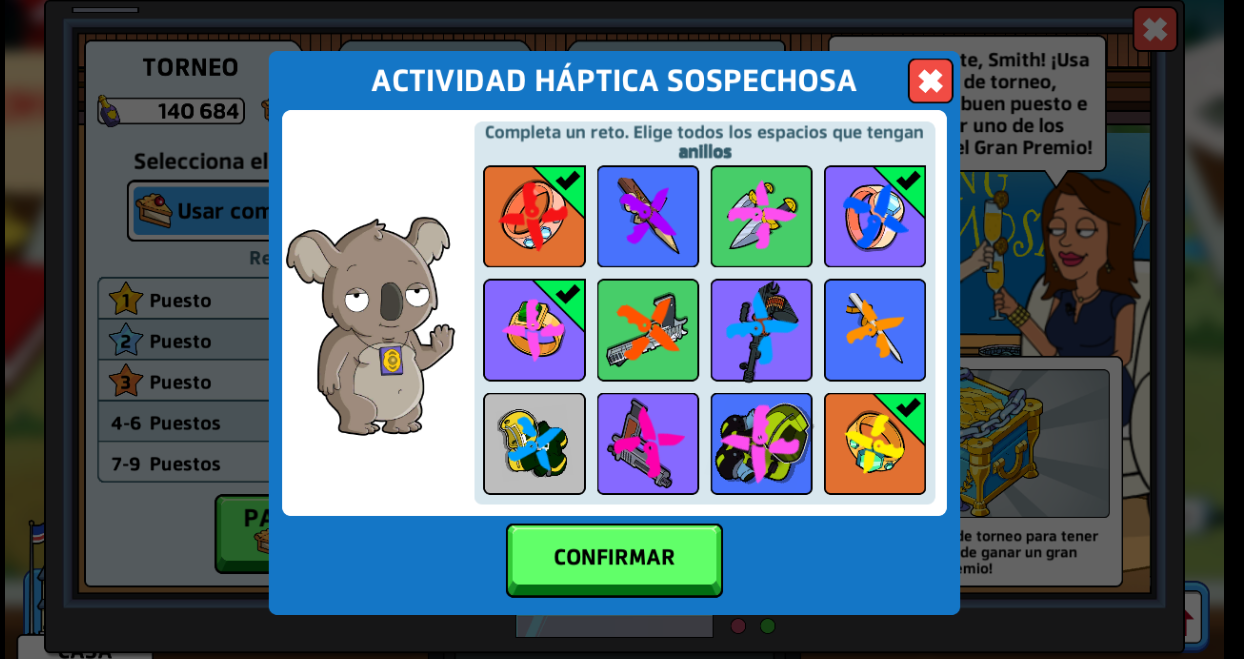 ACTIVIDAD HÁPTICA SOSPECHOSA
Completa un reto. Elige todos los espacios que tengan
anillos
CONFIRMAR
TORNEO
140 684
Selecciona el
Usar com
Re
1 Puesto
2 Puesto
3 Puesto
4-6 Puestos
7-9 Puestos
PA
te, Smith! ¡Usa
de torneo,
buen puesto e
r uno de los
el Gran Premio!
de torneo para tener
de ganar un gran
emio!
CASA